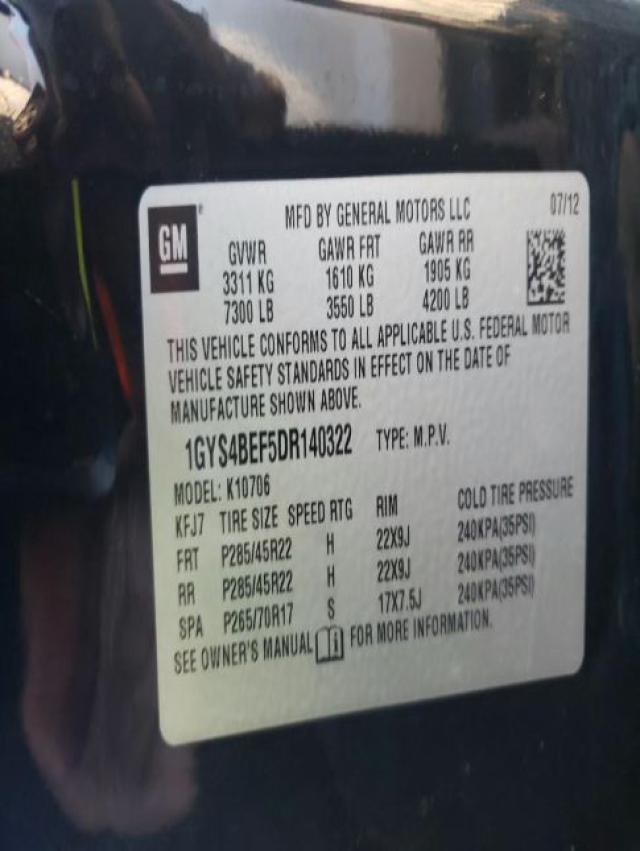 GM
MFD BY GENERAL MOTORS LLC 07/12
GVWR GAWR FRT GAWR RR
3311 KG 1610 KG 1905 KG
7300 LB 3550 LB 4200 LB
THIS VEHICLE CONFORMS TO ALL APPLICABLE U.S. FEDERAL MOTOR
VEHICLE SAFETY STANDARDS IN EFFECT ON THE DATE OF
MANUFACTURE SHOWN ABOVE.
1GYS4BEF5DR140322 TYPE: M.P.V.
MODEL: K10706
KFJ7 TIRE SIZE SPEED RTG RIM COLD TIRE PRESSURE
FRT P285/45R22 H 22X9J 240KPA(35PSI)
RR P285/45R22 H 22X9J 240KPA(35PSI)
SPA P265/70R17 S 17X7.5J 240KPA(35PSI)
SEE OWNER'S MANUAL FOR MORE INFORMATION.